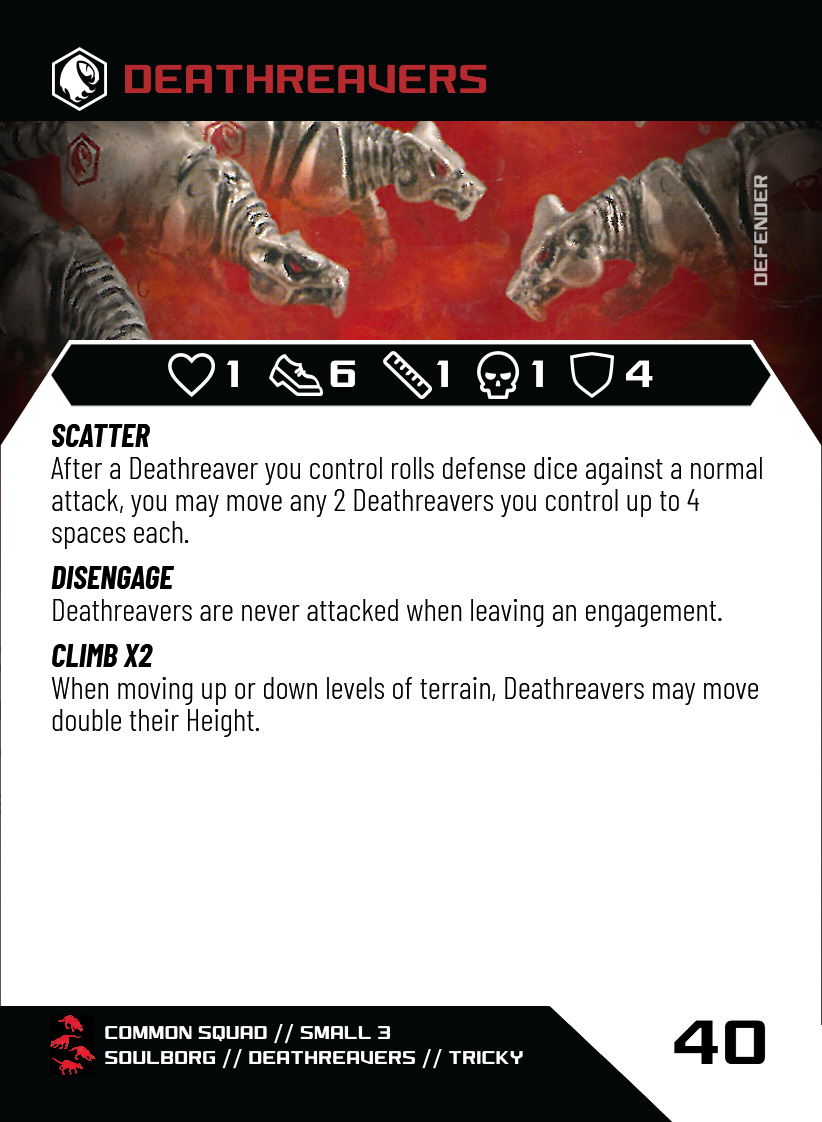 DEATHREAVERS
DEFENDER
1 6 1 1 4
SCATTER
After a Deathreaver you control rolls defense dice against a normal
attack, you may move any 2 Deathreavers you control up to 4
spaces each.
DISENGAGE
Deathreavers are never attacked when leaving an engagement.
CLIMB X2
When moving up or down levels of terrain, Deathreavers may move
double their Height.
COMMON SQUAD // SMALL 3
SOULBORG // DEATHREAVERS // TRICKY
40